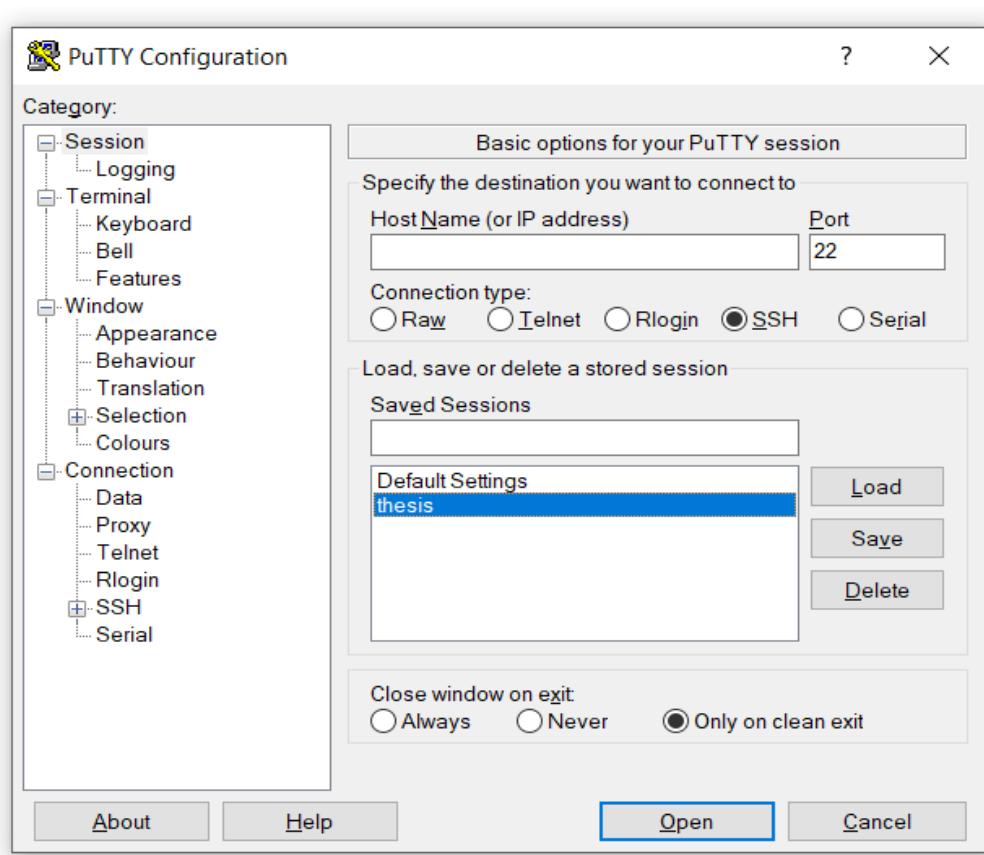 PuTTY Configuration
?
Category:
Session
Logging
Terminal
Keyboard
Bell
Features
Window
Appearance
Behaviour
Translation
Selection
Colours
Connection
Data
Proxy
Telnet
Rlogin
SSH
Serial
Basic options for your PuTTY session
Specify the destination you want to connect to
Host Name (or IP address) Port
22
Connection type:
Raw Telnet Rlogin SSH Serial
Load, save or delete a stored session
Saved Sessions
Default Settings
thesis
Load
Save
Delete
Close window on exit:
Always Never Only on clean exit
About Help Open Cancel